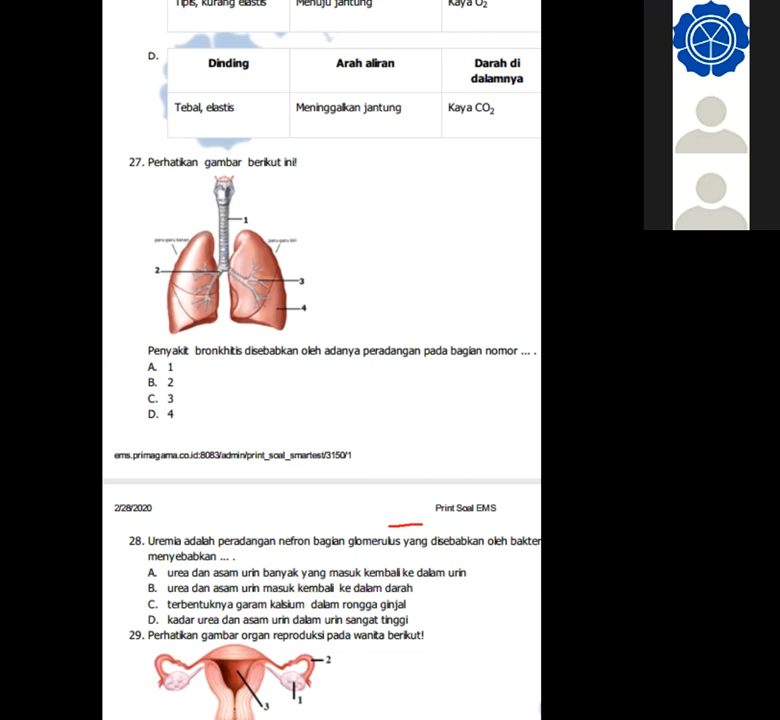 Tipis, kurang elastis Menuju jantung Kaya O2
D.
Dinding Arah aliran Darah di dalamnya
Tebal, elastis Meninggalkan jantung Kaya CO2
27. Perhatikan gambar berikut ini!
1
paru-paru kanan paru-paru kiri
2
3
4
Penyakit bronkhitis disebabkan oleh adanya peradangan pada bagian nomor ... .
A. 1
B. 2
C. 3
D. 4
ems.primagama.co.id:8083/admin/print_soal_smartest/3150/1
2/28/2020 Print Soal EMS
28. Uremia adalah peradangan nefron bagian glomerulus yang disebabkan oleh bakter
menyebabkan ... .
A. urea dan asam urin banyak yang masuk kembali ke dalam urin
B. urea dan asam urin masuk kembali ke dalam darah
C. terbentuknya garam kalsium dalam rongga ginjal
D. kadar urea dan asam urin dalam urin sangat tinggi
29. Perhatikan gambar organ reproduksi pada wanita berikut!
2
1
3